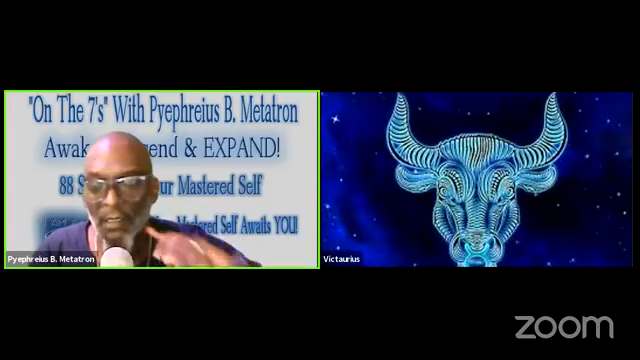 "On The 7's" With Pyephreius B. Metatron
end & EXPAND!
88 ur Mastered Self
Mastered Self Awaits YOU!
Pyephreius B. Metatron
Victaurius
zoom